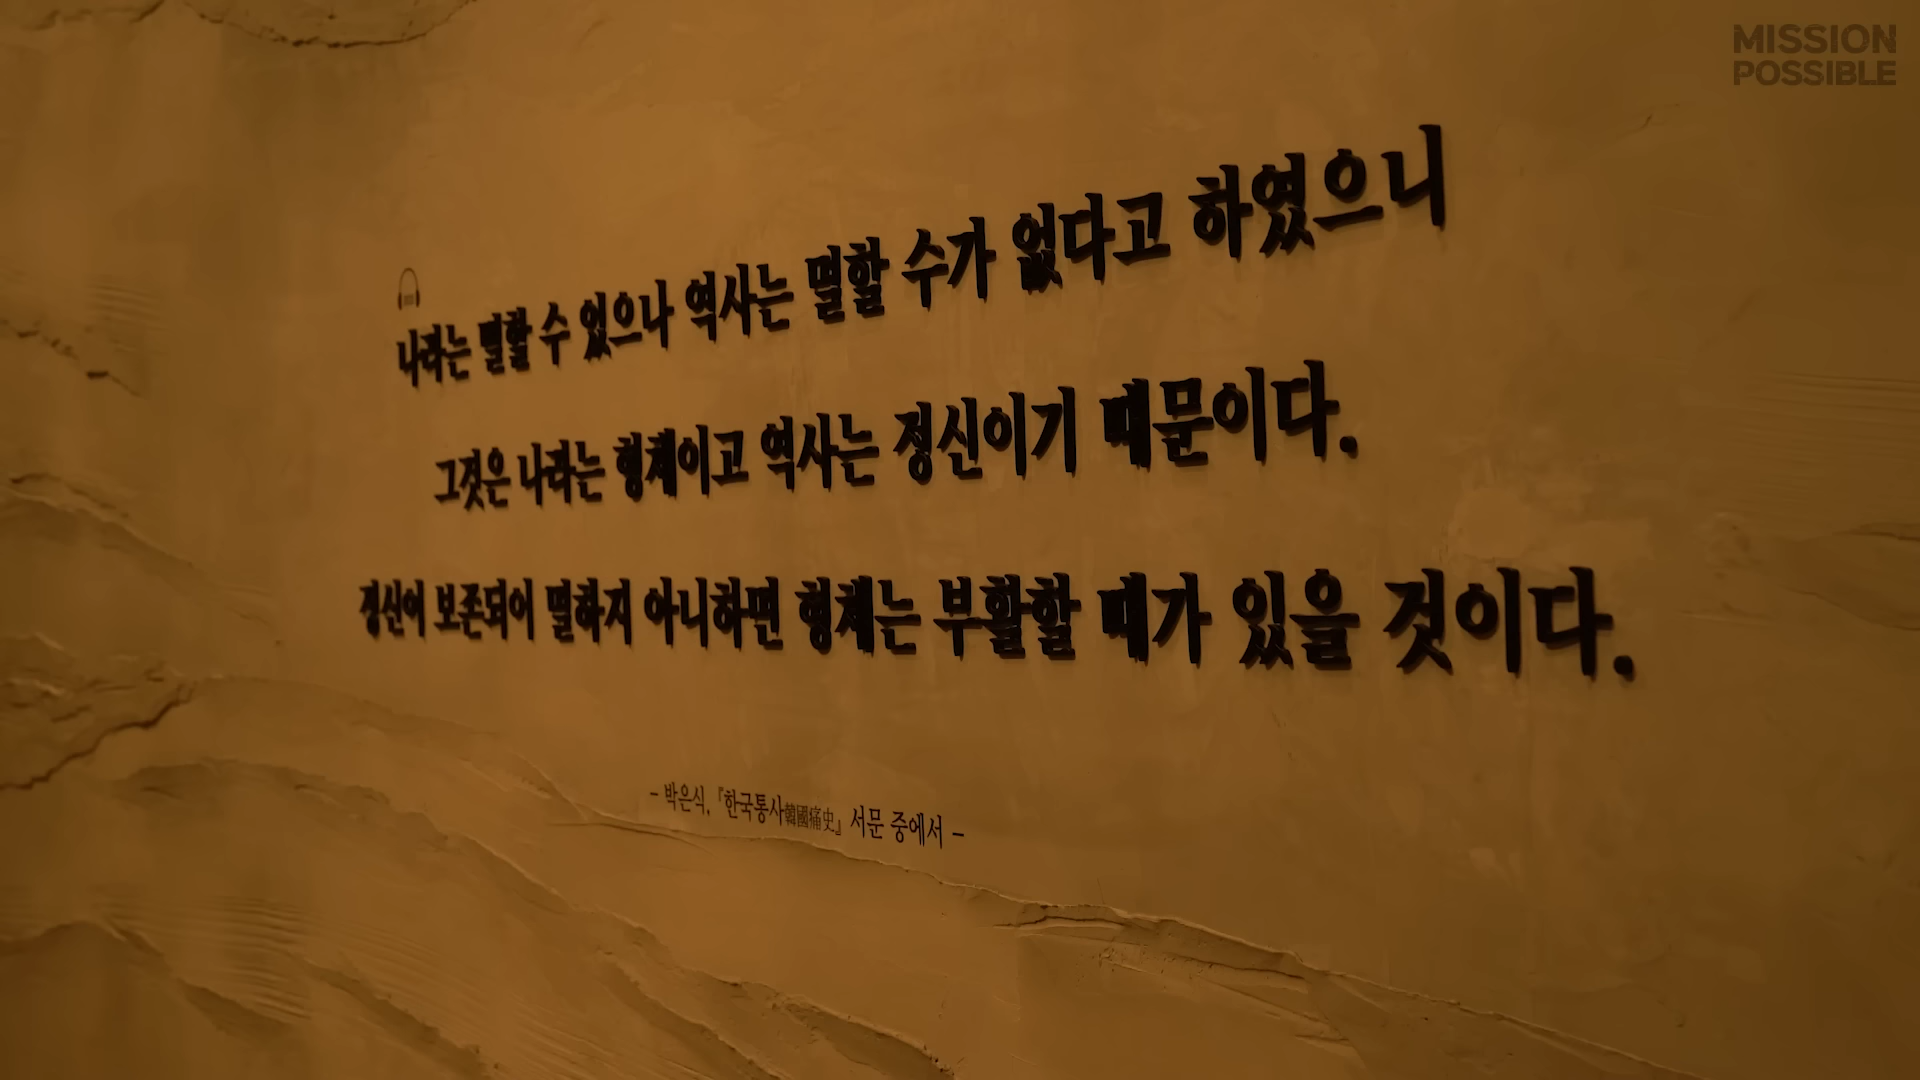 MISSION
POSSIBLE
나라는 멸할 수 있으나 역사는 멸할 수가 없다고 하였으니
그것은 나라는 형체이고 역사는 정신이기 때문이다.
정신이 보존되어 멸하지 아니하면 형체는 부활할 때가 있을 것이다.
- 박은식, 『한국통사韓國痛史』 서문 중에서 -